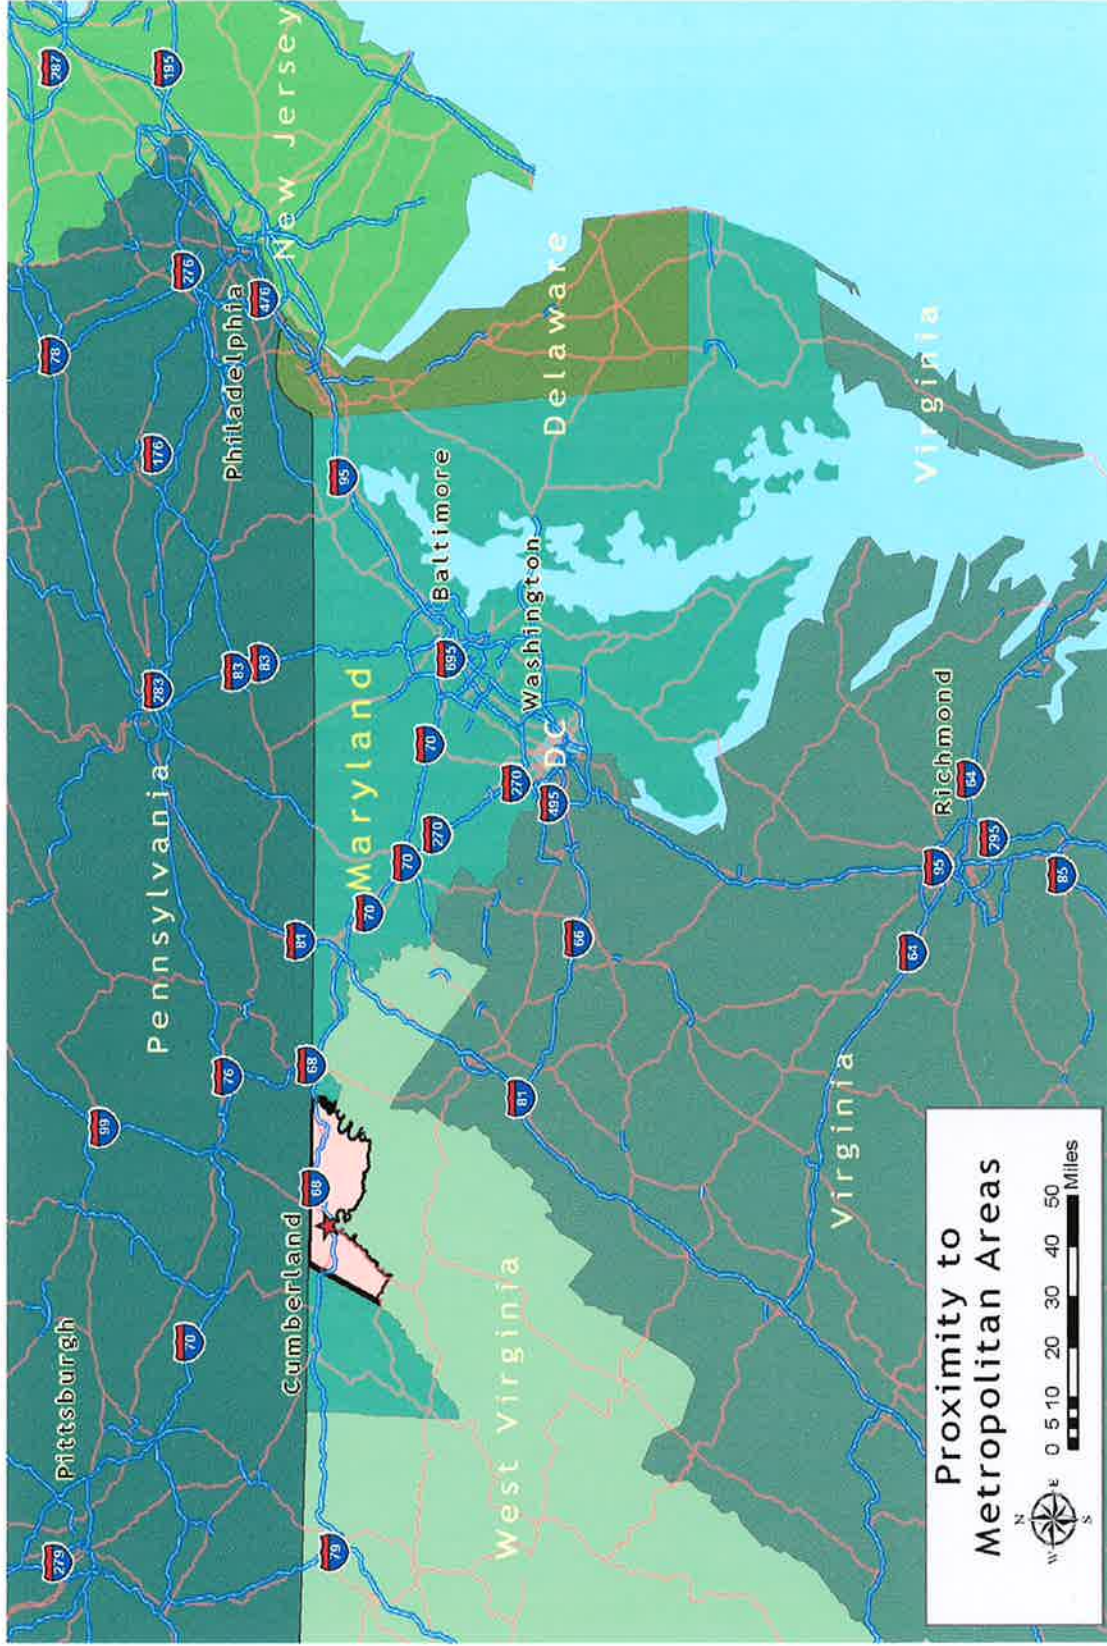 279
Pittsburgh
78
287
99
Pennsylvania
283
176
195
70
276
76
83
Philadelphia
83
476
Cumberland
81
New Jersey
68
68
79
95
70
Maryland
70
270
70
695
Baltimore
West Virginia
270
Washington
81
495
DC
Delaware
66
Virginia
64
Virginia
95
Richmond
64
295
85
Proximity to
Metropolitan Areas
N
W
E
S
0 5 10 20 30 40 50
Miles